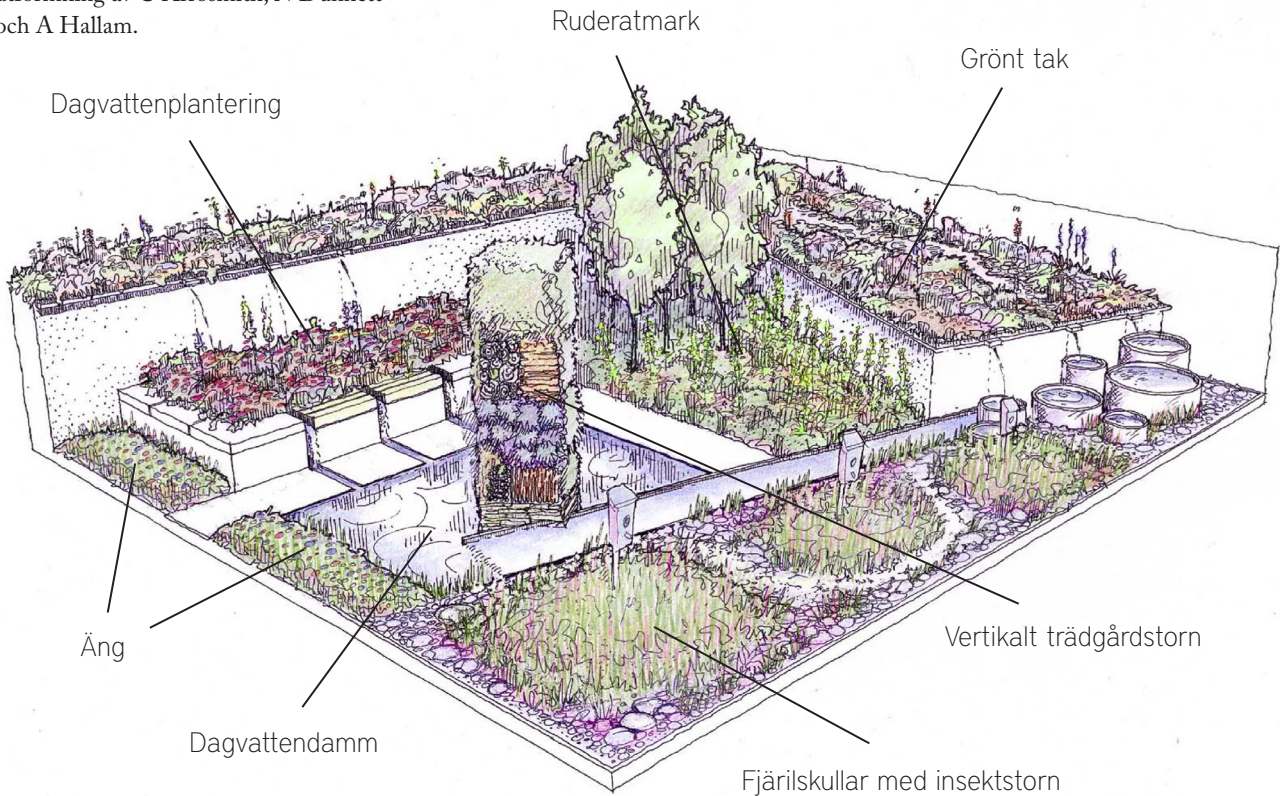 och A Hallam.
Ruderatmark
Grönt tak
Dagvattenplantering
Äng
Vertikalt trädgårdstorn
Dagvattendamm
Fjärilskullar med insektstorn